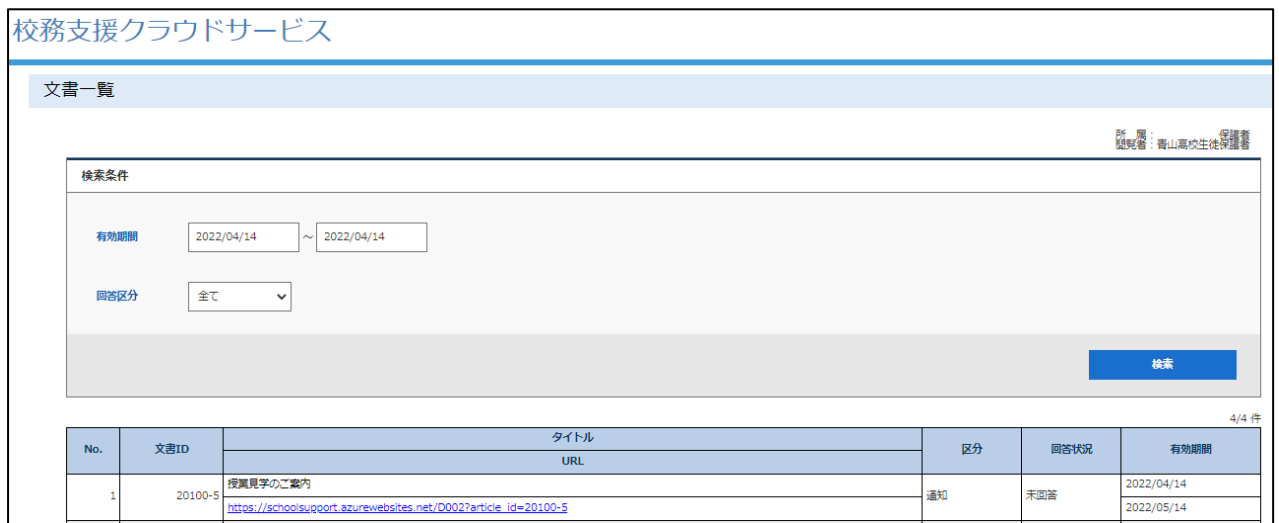 校務支援クラウドサービス
文書一覧
所　属： 保護者
閲覧者：青山高校生徒保護者
検索条件
有効期間 2022/04/14 ～ 2022/04/14
回答区分 全て
検索
4/4 件
No. 文書ID タイトル 区分 回答状況 有効期間
URL
1 20100-5 授業見学のご案内 通知 未回答 2022/04/14
https://schoolsupport.azurewebsites.net/D002?article_id=20100-5 2022/05/14